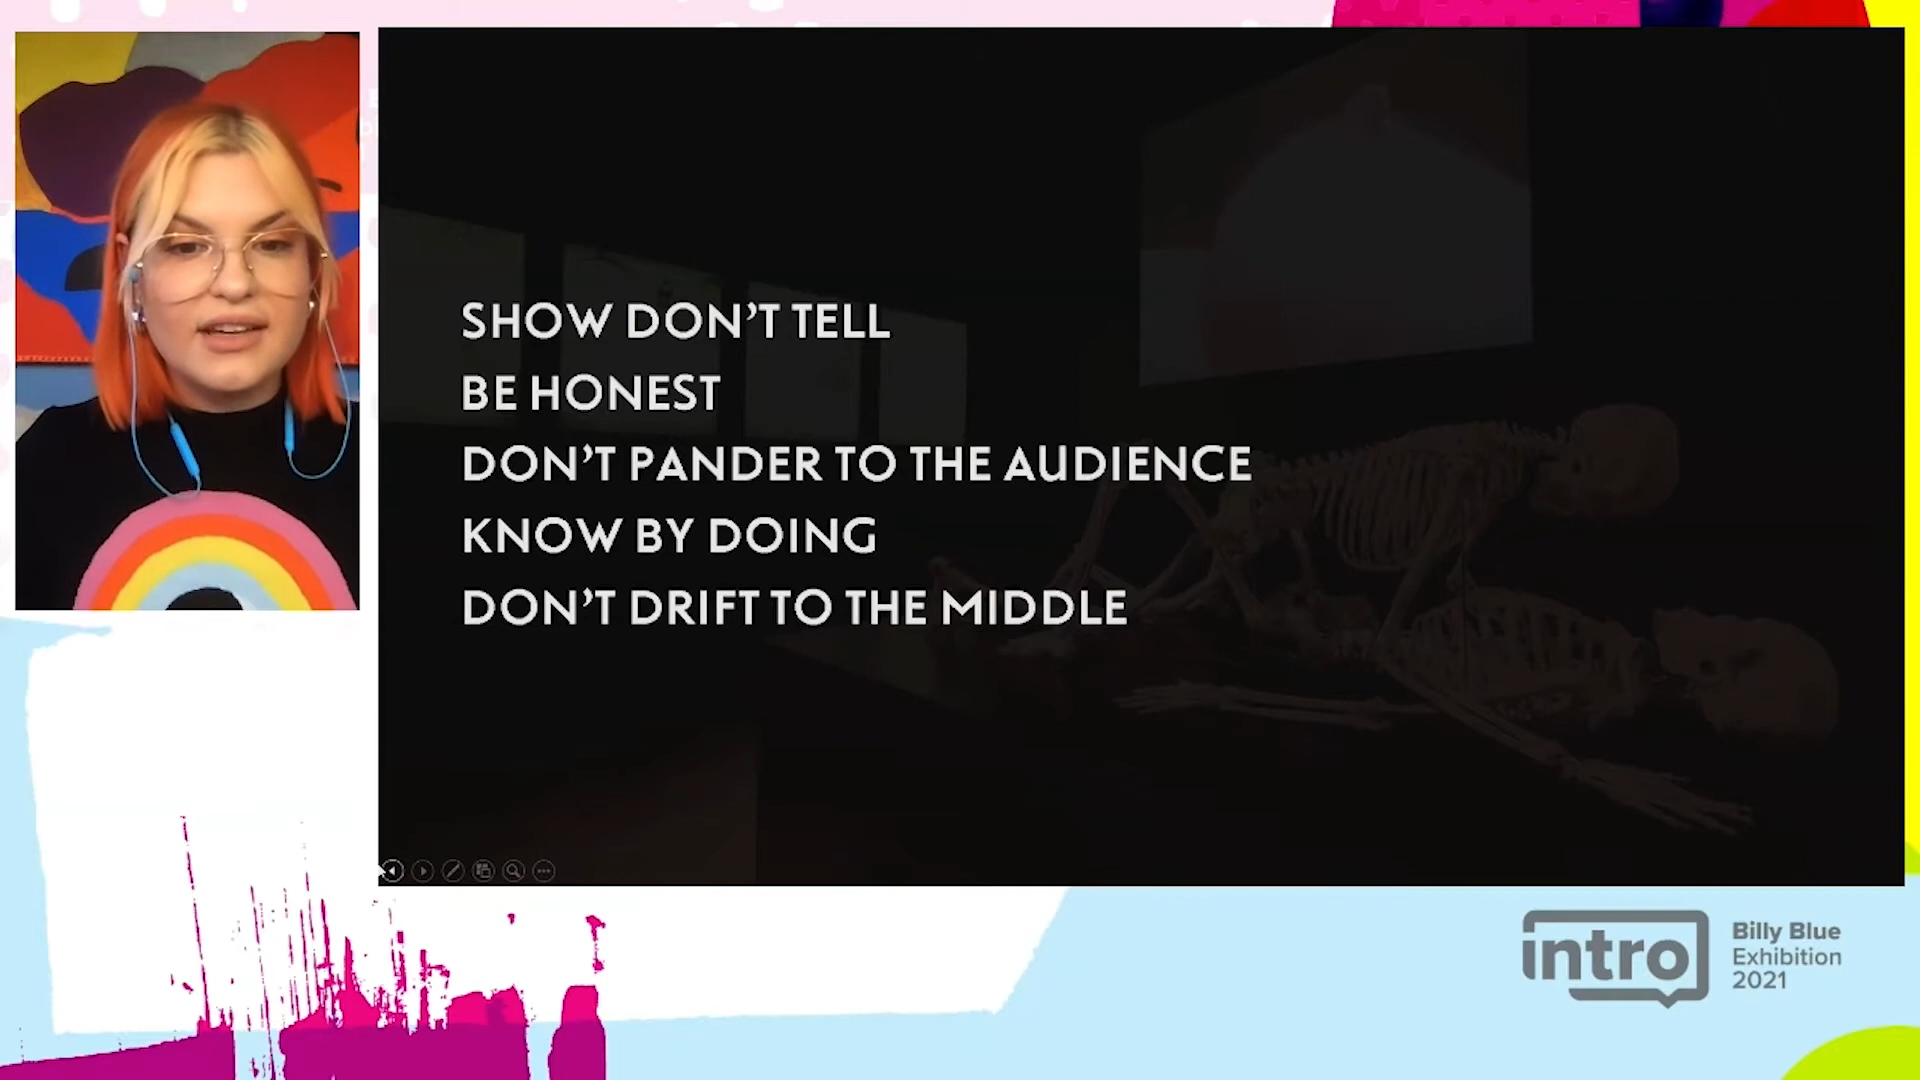 SHOW DON'T TELL
BE HONEST
DON'T PANDER TO THE AUDIENCE
KNOW BY DOING
DON'T DRIFT TO THE MIDDLE
intro
Billy Blue
Exhibition
2021